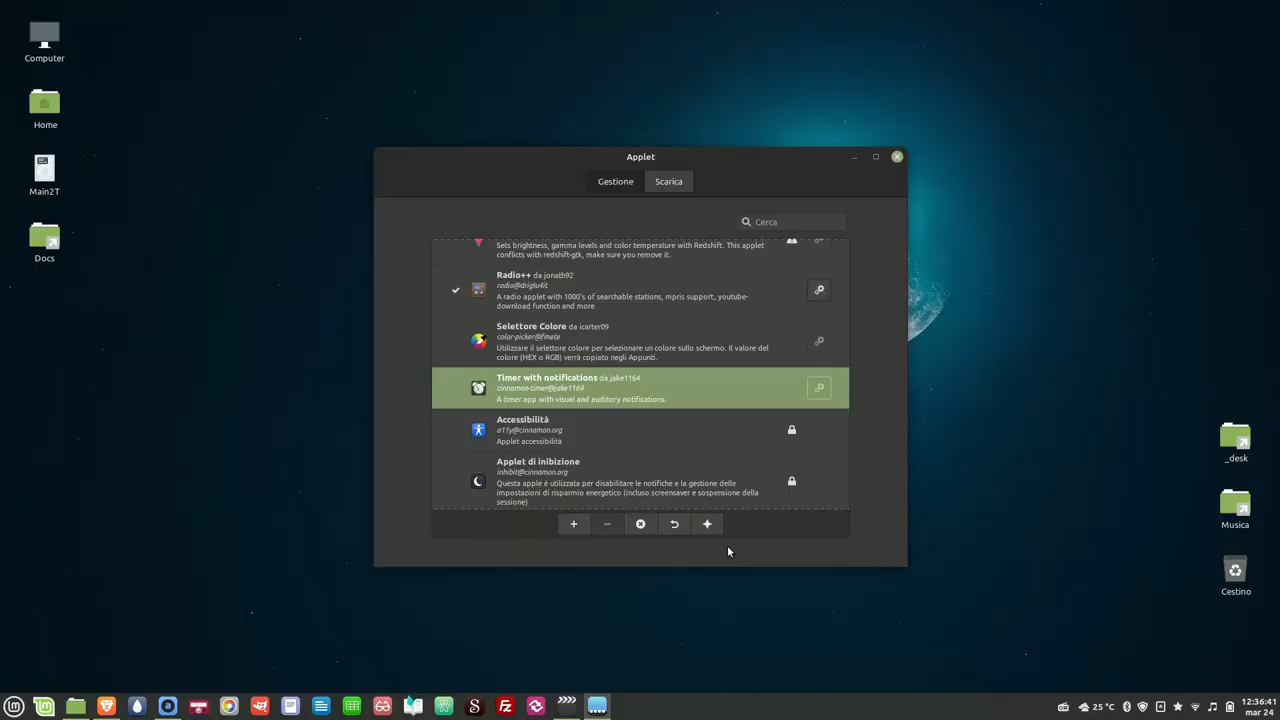 Computer
Home
Main2T
Docs
Applet
Gestione
Scarica
Cerca
Sets brightness, gamma levels and color temperature with Redshift. This applet
conflicts with redshift-gtk, make sure you remove it.
Radio++ da jonath92
radio@driglu4it
A radio applet with 1000's of searchable stations, mpris support, youtube-
download function and more
Selettore Colore da icarter09
color-picker@fmete
Utilizzare il selettore colore per selezionare un colore sullo schermo. Il valore del
colore (HEX o RGB) verrà copiato negli Appunti.
Timer with notifications da jake1164
cinnamon-timer@jake1164
A timer app with visual and auditory notifications.
Accessibilità
a11y@cinnamon.org
Applet accessibilità
Applet di inibizione
inhibit@cinnamon.org
Questa apple è utilizzata per disabilitare le notifiche e la gestione delle
impostazioni di risparmio energetico (incluso screensaver e sospensione della
sessione)
_desk
Musica
Cestino
25 °C
12:36:41
mar 24